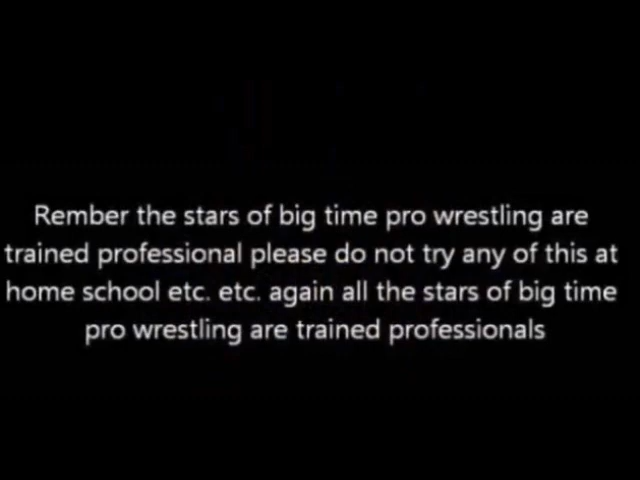 Rember the stars of big time pro wrestling are
trained professional please do not try any of this at
home school etc. etc. again all the stars of big time
pro wrestling are trained professionals